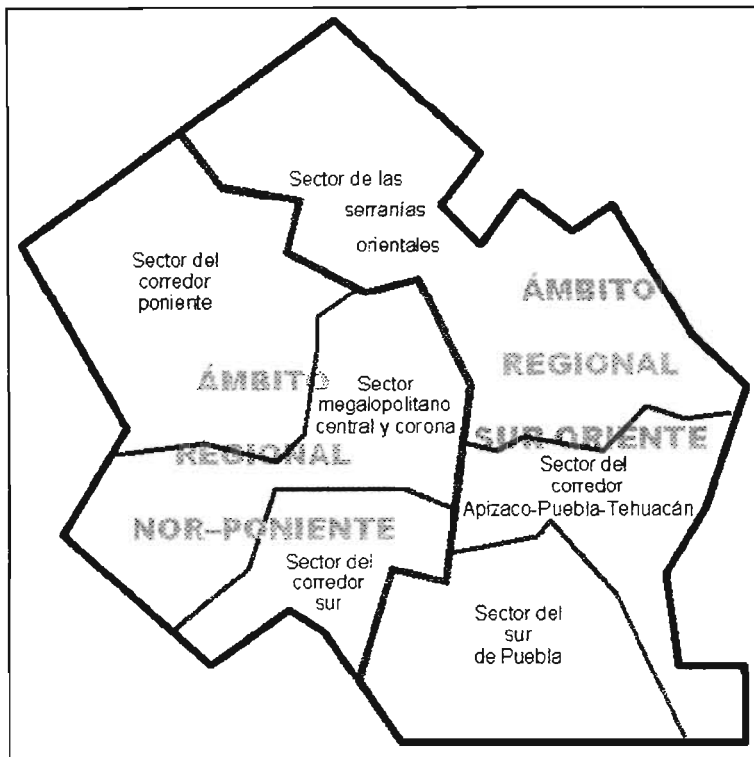 Sector de las
serranías
orientales
Sector del
corredor
poniente
ÁMBITO
REGIONAL
SUR ORIENTE
ÁMBITO
REGIONAL
NOR–PONIENTE
Sector
megalopolitano
central y corona
Sector del
corredor
Apizaco-Puebla-Tehuacán
Sector del
corredor
sur
Sector del
sur
de Puebla